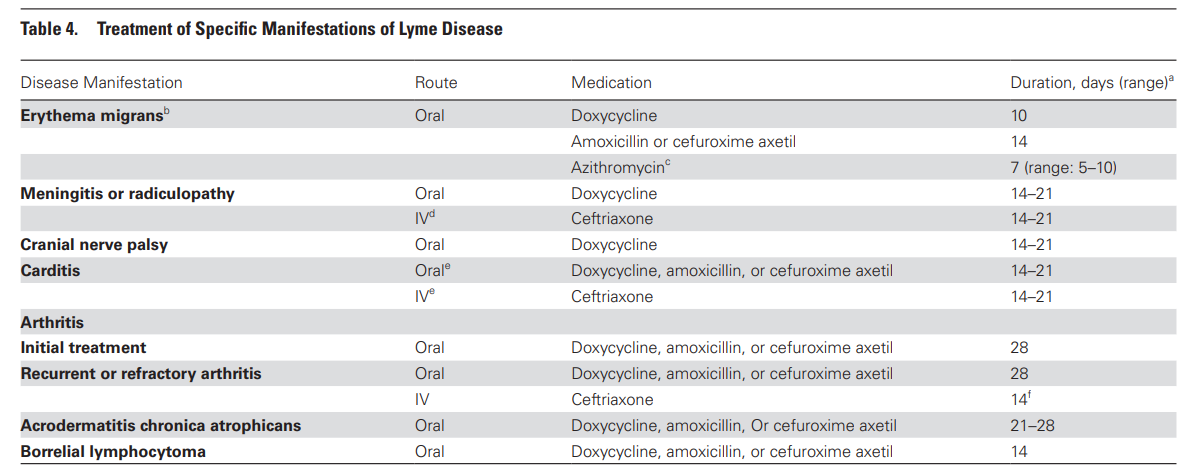 Table 4. Treatment of Specific Manifestations of Lyme Disease
Disease Manifestation Route Medication Duration, days (range)a
Erythema migransb Oral Doxycycline 10
Amoxicillin or cefuroxime axetil 14
Azithromycinc 7 (range: 5–10)
Meningitis or radiculopathy Oral Doxycycline 14–21
IVd Ceftriaxone 14–21
Cranial nerve palsy Oral Doxycycline 14–21
Carditis Orale Doxycycline, amoxicillin, or cefuroxime axetil 14–21
IVe Ceftriaxone 14–21
Arthritis
Initial treatment Oral Doxycycline, amoxicillin, or cefuroxime axetil 28
Recurrent or refractory arthritis Oral Doxycycline, amoxicillin, or cefuroxime axetil 28
IV Ceftriaxone 14f
Acrodermatitis chronica atrophicans Oral Doxycycline, amoxicillin, Or cefuroxime axetil 21–28
Borrelial lymphocytoma Oral Doxycycline, amoxicillin, or cefuroxime axetil 14